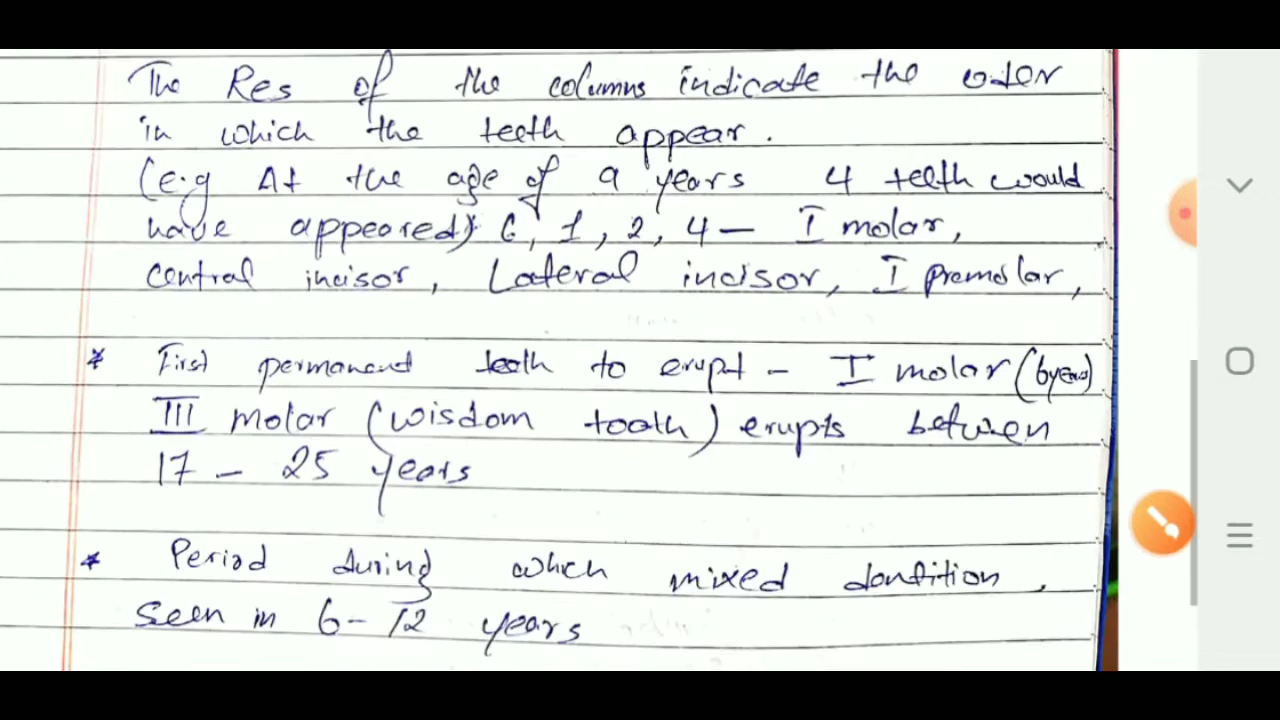 The Res of the columns indicate the order
in which the teeth appear.
(e.g At the age of 9 years 4 teeth would
have appeared) 6, 1, 2, 4 – I molar,
central incisor, Lateral incisor, I premolar,
* First permanent teeth to erupt – I molar (6years)
III molar (wisdom tooth) erupts between
17 – 25 years
* Period during which mixed dentition,
seen in 6–12 years